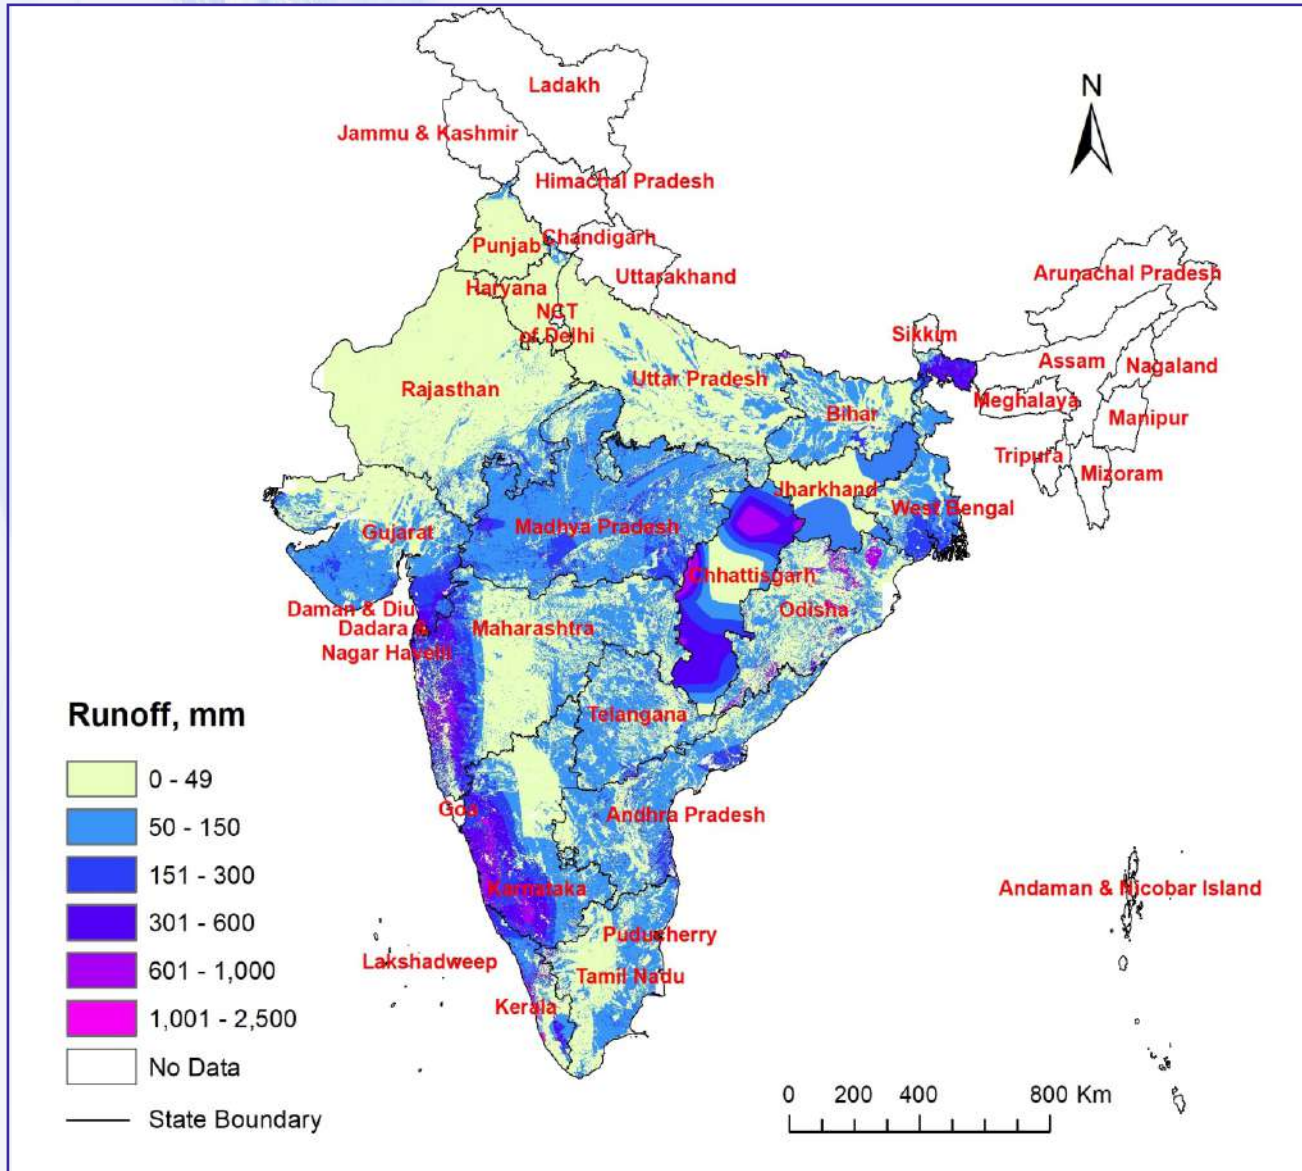 Ladakh
N
Jammu & Kashmir
Himachal Pradesh
Chandigarh
Punjab
Uttarakhand
Arunachal Pradesh
Haryana
NCT
of Delhi
Sikkim
Assam
Nagaland
Rajasthan
Uttar Pradesh
Meghalaya
Bihar
Manipur
Tripura
Mizoram
Jharkhand
West Bengal
Gujarat
Madhya Pradesh
Chhattisgarh
Daman & Diu
Odisha
Dadara &
Nagar Haveli
Maharashtra
Telangana
Goa
Andhra Pradesh
Karnataka
Andaman & Nicobar Island
Puducherry
Lakshadweep
Tamil Nadu
Kerala
Runoff, mm
0 - 49
50 - 150
151 - 300
301 - 600
601 - 1,000
1,001 - 2,500
No Data
State Boundary
0 200 400 800 Km